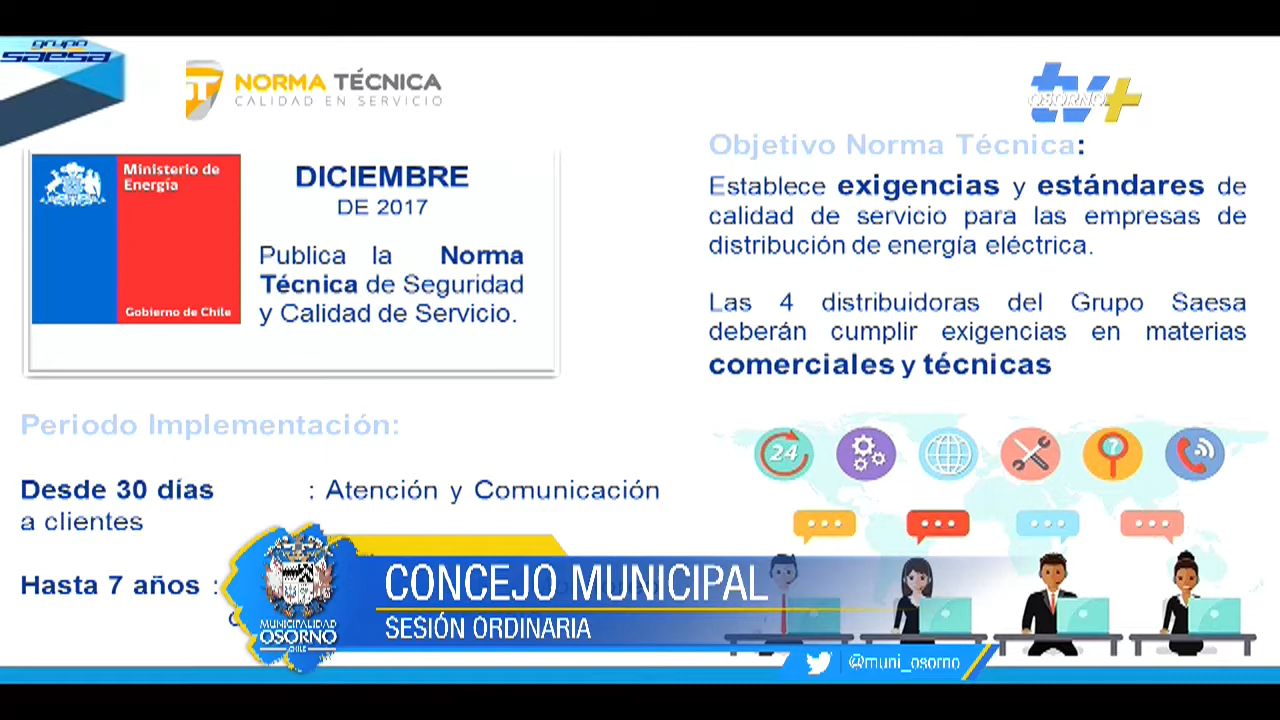 grupo
saesa
NORMA TÉCNICA
CALIDAD EN SERVICIO
tv+
OSORNO
Ministerio de
Energía
Gobierno de Chile
DICIEMBRE
DE 2017
Publica la Norma
Técnica de Seguridad
y Calidad de Servicio.
Objetivo Norma Técnica:
Establece exigencias y estándares de
calidad de servicio para las empresas de
distribución de energía eléctrica.
Las 4 distribuidoras del Grupo Saesa
deberán cumplir exigencias en materias
comerciales y técnicas
Periodo Implementación:
Desde 30 días : Atención y Comunicación
a clientes
Hasta 7 años :
24
?
CONCEJO MUNICIPAL
SESIÓN ORDINARIA
MUNICIPALIDAD
OSORNO
CHILE
@muni_osorno